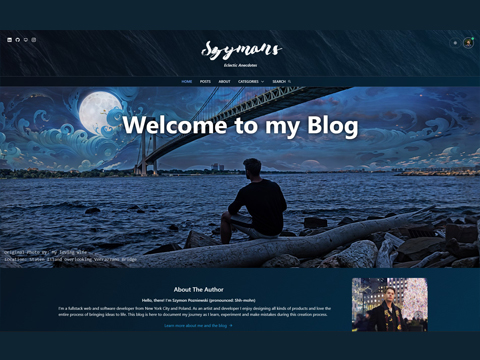 Szymons
Eclectic Anecdotes
HOME POSTS ABOUT CATEGORIES SEARCH
Welcome to my Blog
Original Photo By: My loving Wife
Location: Staten Island overlooking Verrazzano Bridge
About The Author
Hello, there! I'm Szymon Posniewski (pronounced: Shh-mohn)
I'm a fullstack web and software developer from New York City and Poland. As an artist and developer I enjoy designing all kinds of products and love the
entire process of bringing ideas to life. This blog is here to document my journey as I learn, experiment and make mistakes during this creation process.
Learn more about me and the blog